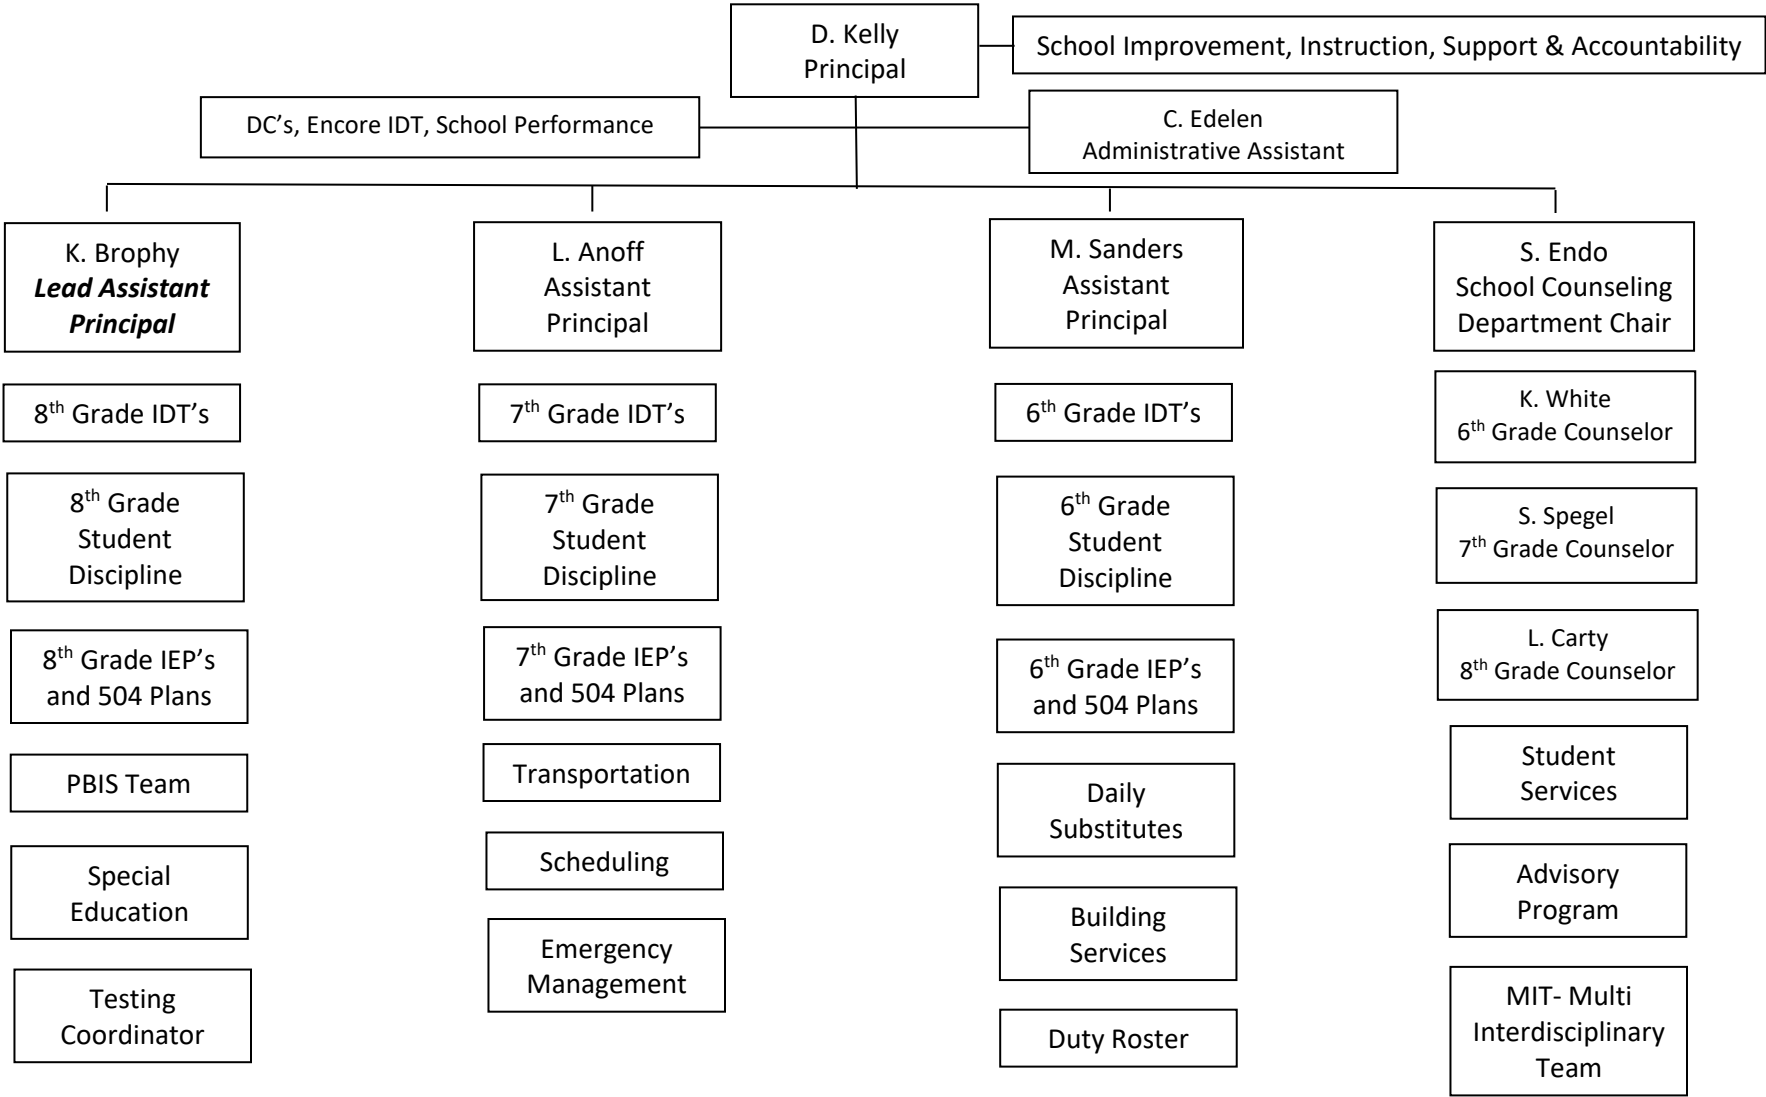 D. Kelly
Principal
School Improvement, Instruction, Support & Accountability
DC’s, Encore IDT, School Performance
C. Edelen
Administrative Assistant
K. Brophy
Lead Assistant
Principal
8th Grade IDT’s
8th Grade
Student
Discipline
8th Grade IEP’s
and 504 Plans
PBIS Team
Special
Education
Testing
Coordinator
L. Anoff
Assistant
Principal
7th Grade IDT’s
7th Grade
Student
Discipline
7th Grade IEP’s
and 504 Plans
Transportation
Scheduling
Emergency
Management
M. Sanders
Assistant
Principal
6th Grade IDT’s
6th Grade
Student
Discipline
6th Grade IEP’s
and 504 Plans
Daily
Substitutes
Building
Services
Duty Roster
S. Endo
School Counseling
Department Chair
K. White
6th Grade Counselor
S. Spegel
7th Grade Counselor
L. Carty
8th Grade Counselor
Student
Services
Advisory
Program
MIT- Multi
Interdisciplinary
Team